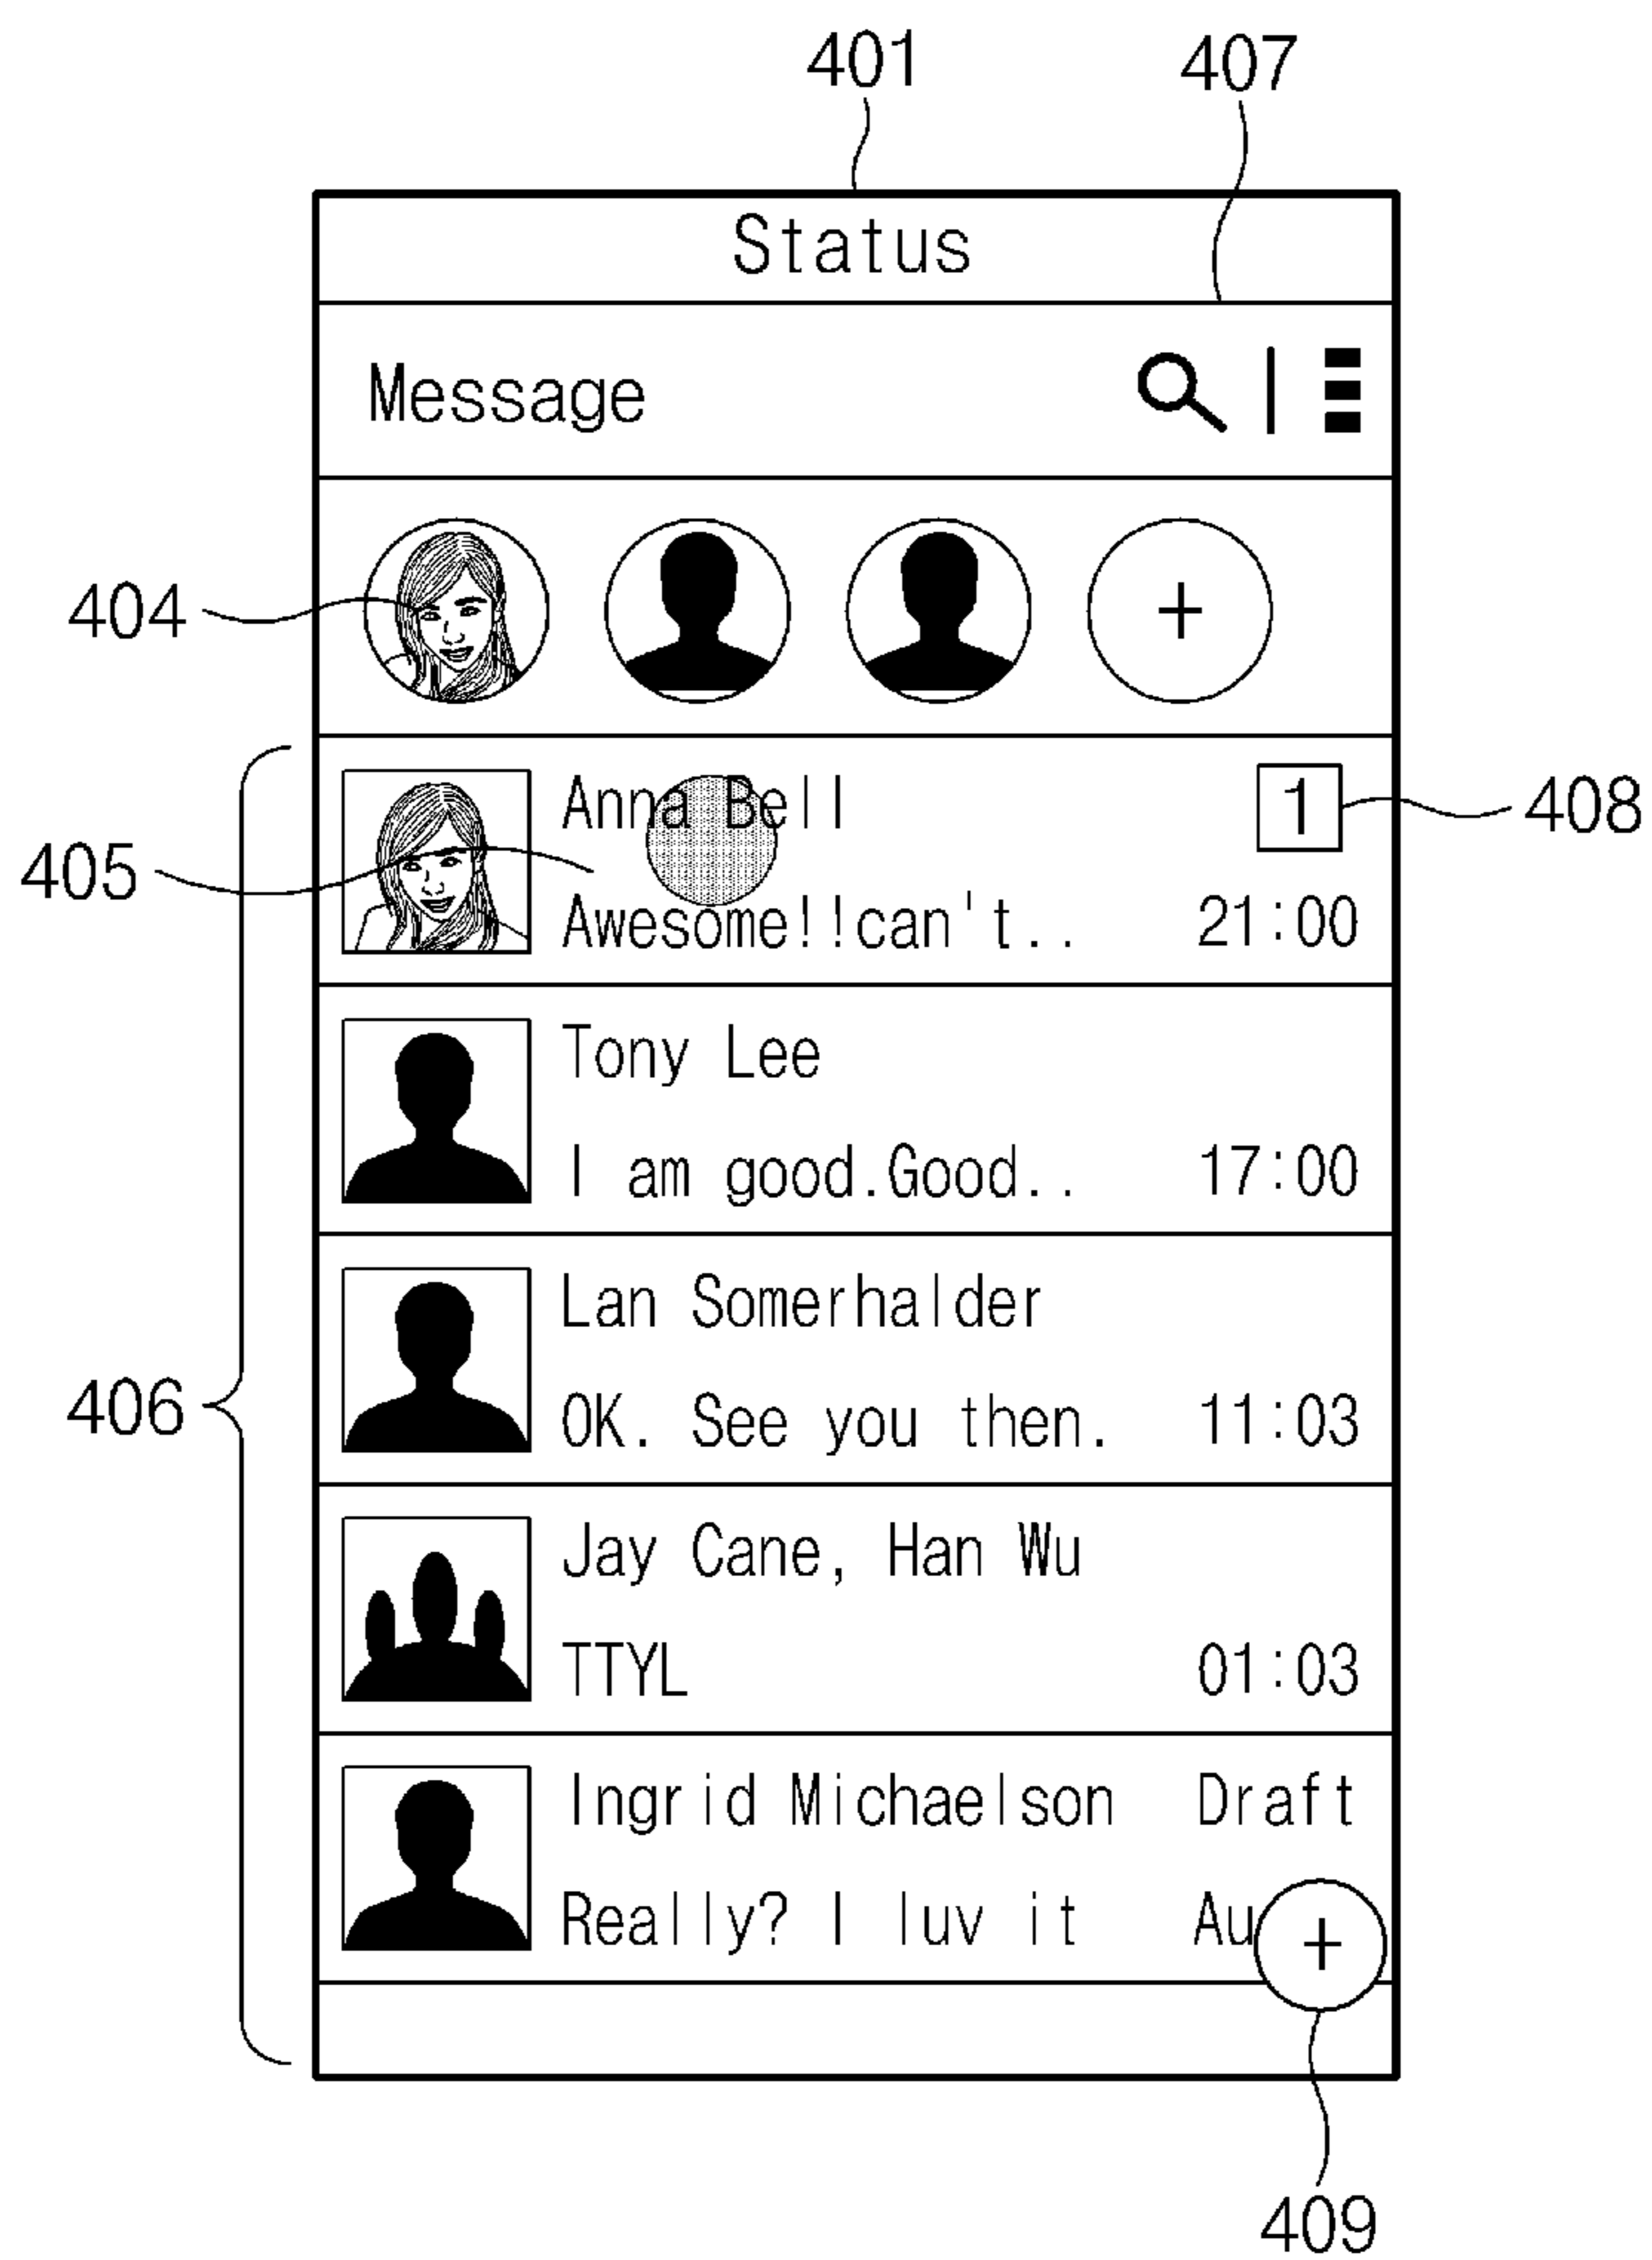 401 407
Status
Message
404
+
Anna Bell 1
408
405
Awesome!!can't.. 21:00
Tony Lee
I am good.Good.. 17:00
Lan Somerhalder
406
OK. See you then. 11:03
Jay Cane, Han Wu
TTYL 01:03
Ingrid Michaelson Draft
Really? I luv it Au
+
409